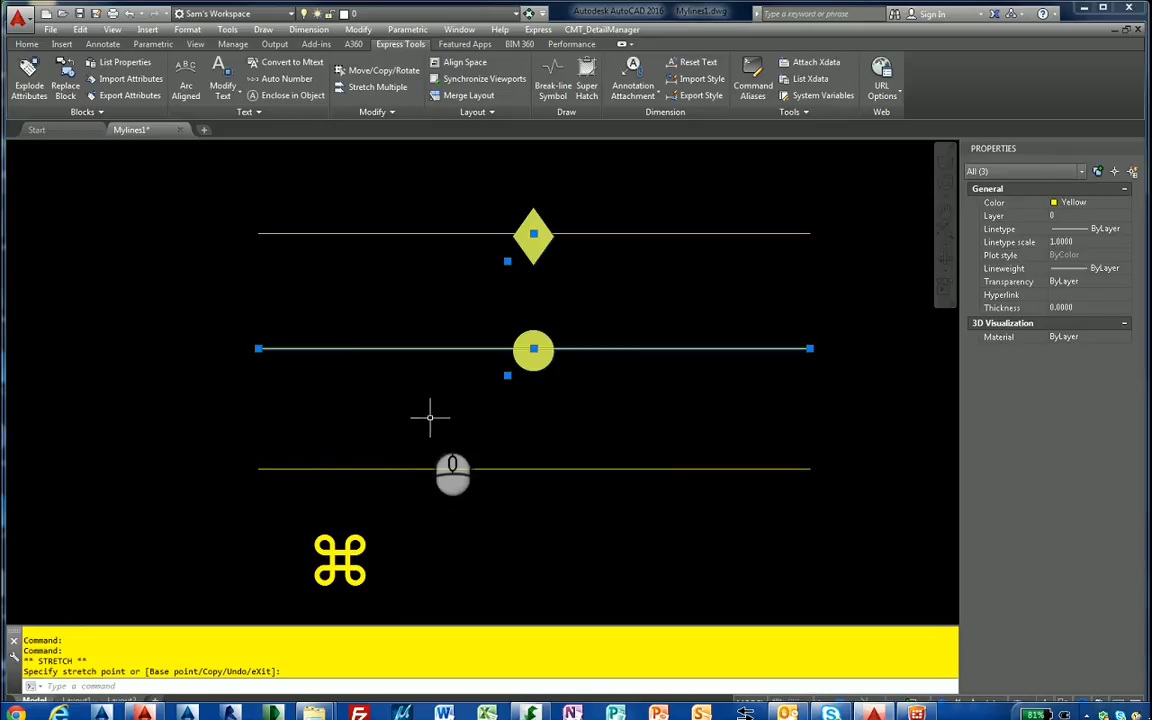 Sam's Workspace
0
Autodesk AutoCAD 2016 Mylines1.dwg
Type a keyword or phrase
Sign In
File Edit View Insert Format Tools Draw Dimension Modify Parametric Window Help Express CMT_DetailManager
Home Insert Annotate Parametric View Manage Output Add-ins A360 Express Tools Featured Apps BIM 360 Performance
Explode Attributes
Replace Block
List Properties
Import Attributes
Export Attributes
Blocks
ABC
Arc Aligned
Modify Text
Convert to Mtext
Auto Number
Enclose in Object
Text
Move/Copy/Rotate
Stretch Multiple
Modify
Align Space
Synchronize Viewports
Merge Layout
Layout
Break-line Symbol
Super Hatch
Draw
Annotation Attachment
Reset Text
Import Style
Export Style
Dimension
Command Aliases
Attach Xdata
List Xdata
System Variables
Tools
URL Options
Web
Start
Mylines1*
PROPERTIES
All (3)
General
Color Yellow
Layer 0
Linetype ByLayer
Linetype scale 1.0000
Plot style ByColor
Lineweight ByLayer
Transparency ByLayer
Hyperlink
Thickness 0.0000
3D Visualization
Material ByLayer
⌘
Command:
Command:
** STRETCH **
Specify stretch point or [Base point/Copy/Undo/eXit]:
Type a command
Model Layout1 Layout2
81%